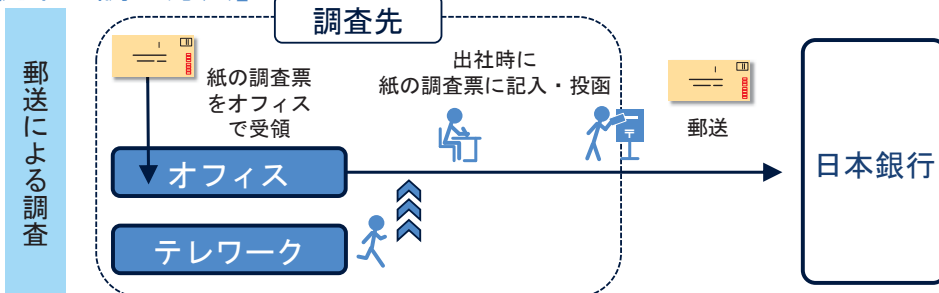 調査先
郵送による調査
紙の調査票
をオフィス
で受領
出社時に
紙の調査票に記入・投函
郵送
オフィス
日本銀行
テレワーク